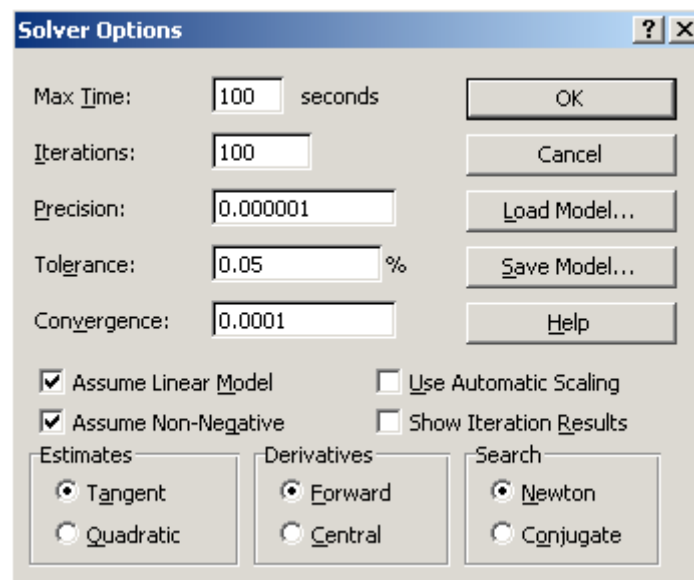 Solver Options
Max Time: 100 seconds
OK
Iterations: 100
Cancel
Precision: 0.000001
Load Model...
Tolerance: 0.05 %
Save Model...
Convergence: 0.0001
Help
Assume Linear Model
Use Automatic Scaling
Assume Non-Negative
Show Iteration Results
Estimates
Tangent
Quadratic
Derivatives
Forward
Central
Search
Newton
Conjugate